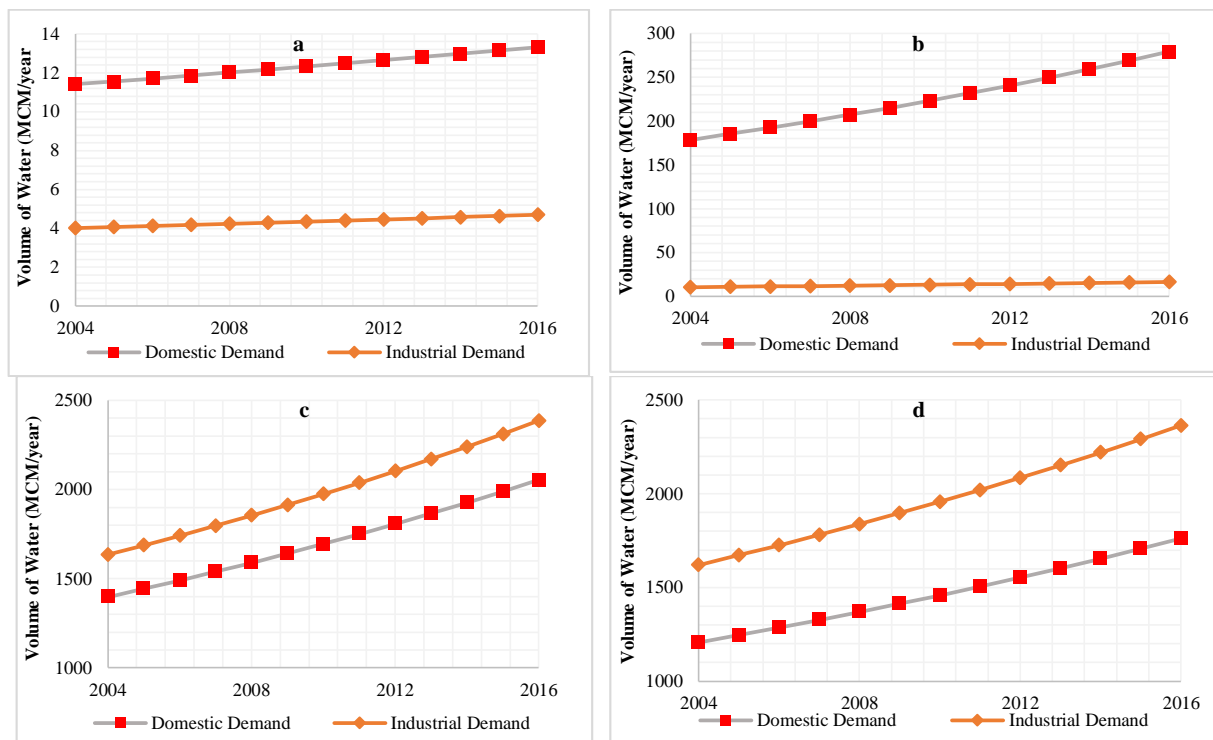 a
Volume of Water (MCM/year
14
12
10
8
6
4
2
0
2004 2008 2012 2016
Domestic Demand Industrial Demand
b
Volume of Water (MCM/year)
300
250
200
150
100
50
0
2004 2008 2012 2016
Domestic Demand Industrial Demand
c
Volume of Water (MCM/year)
2500
2000
1500
1000
2004 2008 2012 2016
Domestic Demand Industrial Demand
d
Volume of Water (MCM/year)
2500
2000
1500
1000
2004 2008 2012 2016
Domestic Demand Industrial Demand